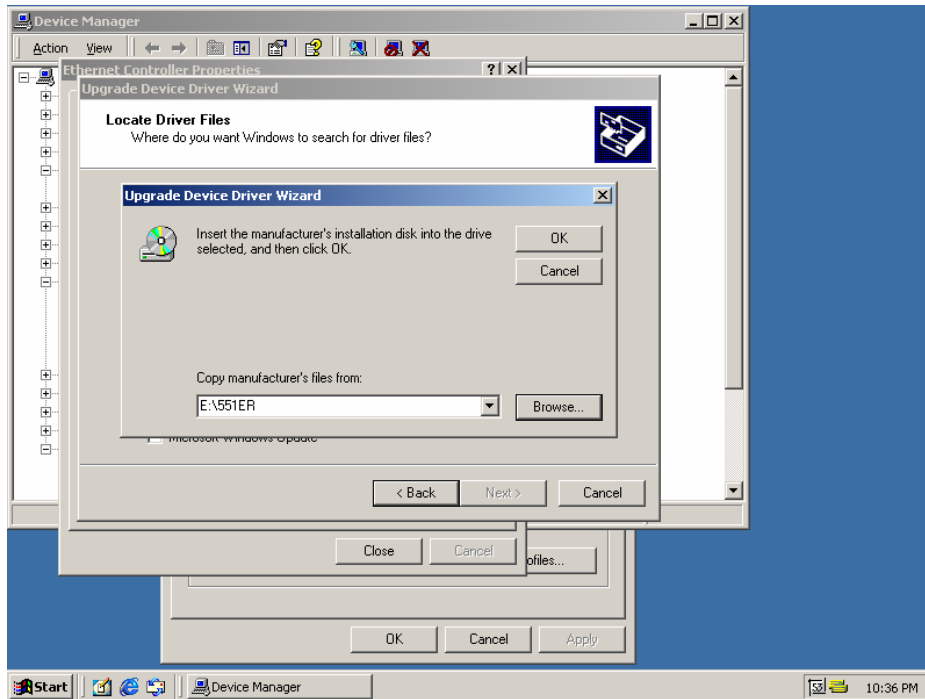 Device Manager
Action View
Ethernet Controller Properties
Upgrade Device Driver Wizard
Locate Driver Files
Where do you want Windows to search for driver files?
Upgrade Device Driver Wizard
Insert the manufacturer's installation disk into the drive
selected, and then click OK.
OK
Cancel
Copy manufacturer's files from:
E:\551ER
Browse...
Microsoft Windows Update
< Back
Next >
Cancel
Close
Cancel
ofiles...
OK
Cancel
Apply
Start
Device Manager
10:36 PM